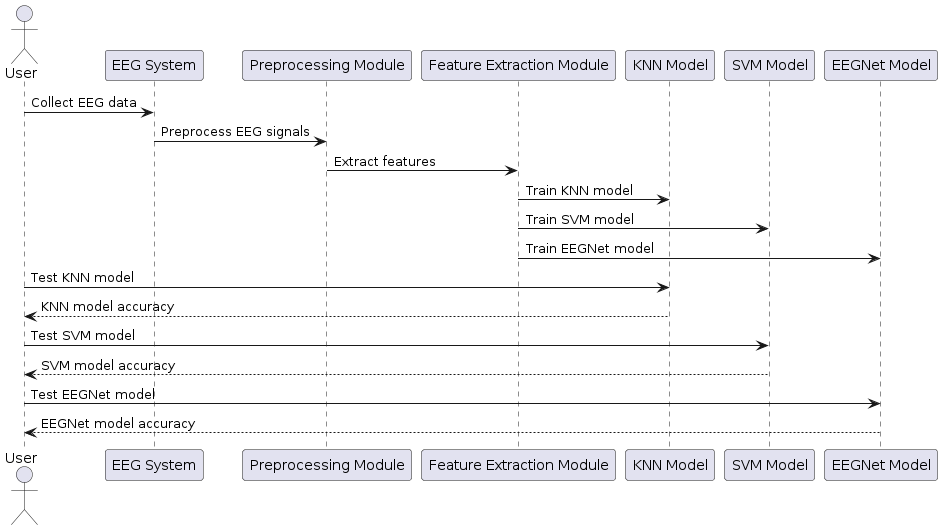 User
EEG System
Preprocessing Module
Feature Extraction Module
KNN Model
SVM Model
EEGNet Model
Collect EEG data
Preprocess EEG signals
Extract features
Train KNN model
Train SVM model
Train EEGNet model
Test KNN model
KNN model accuracy
Test SVM model
SVM model accuracy
Test EEGNet model
EEGNet model accuracy
User
EEG System
Preprocessing Module
Feature Extraction Module
KNN Model
SVM Model
EEGNet Model